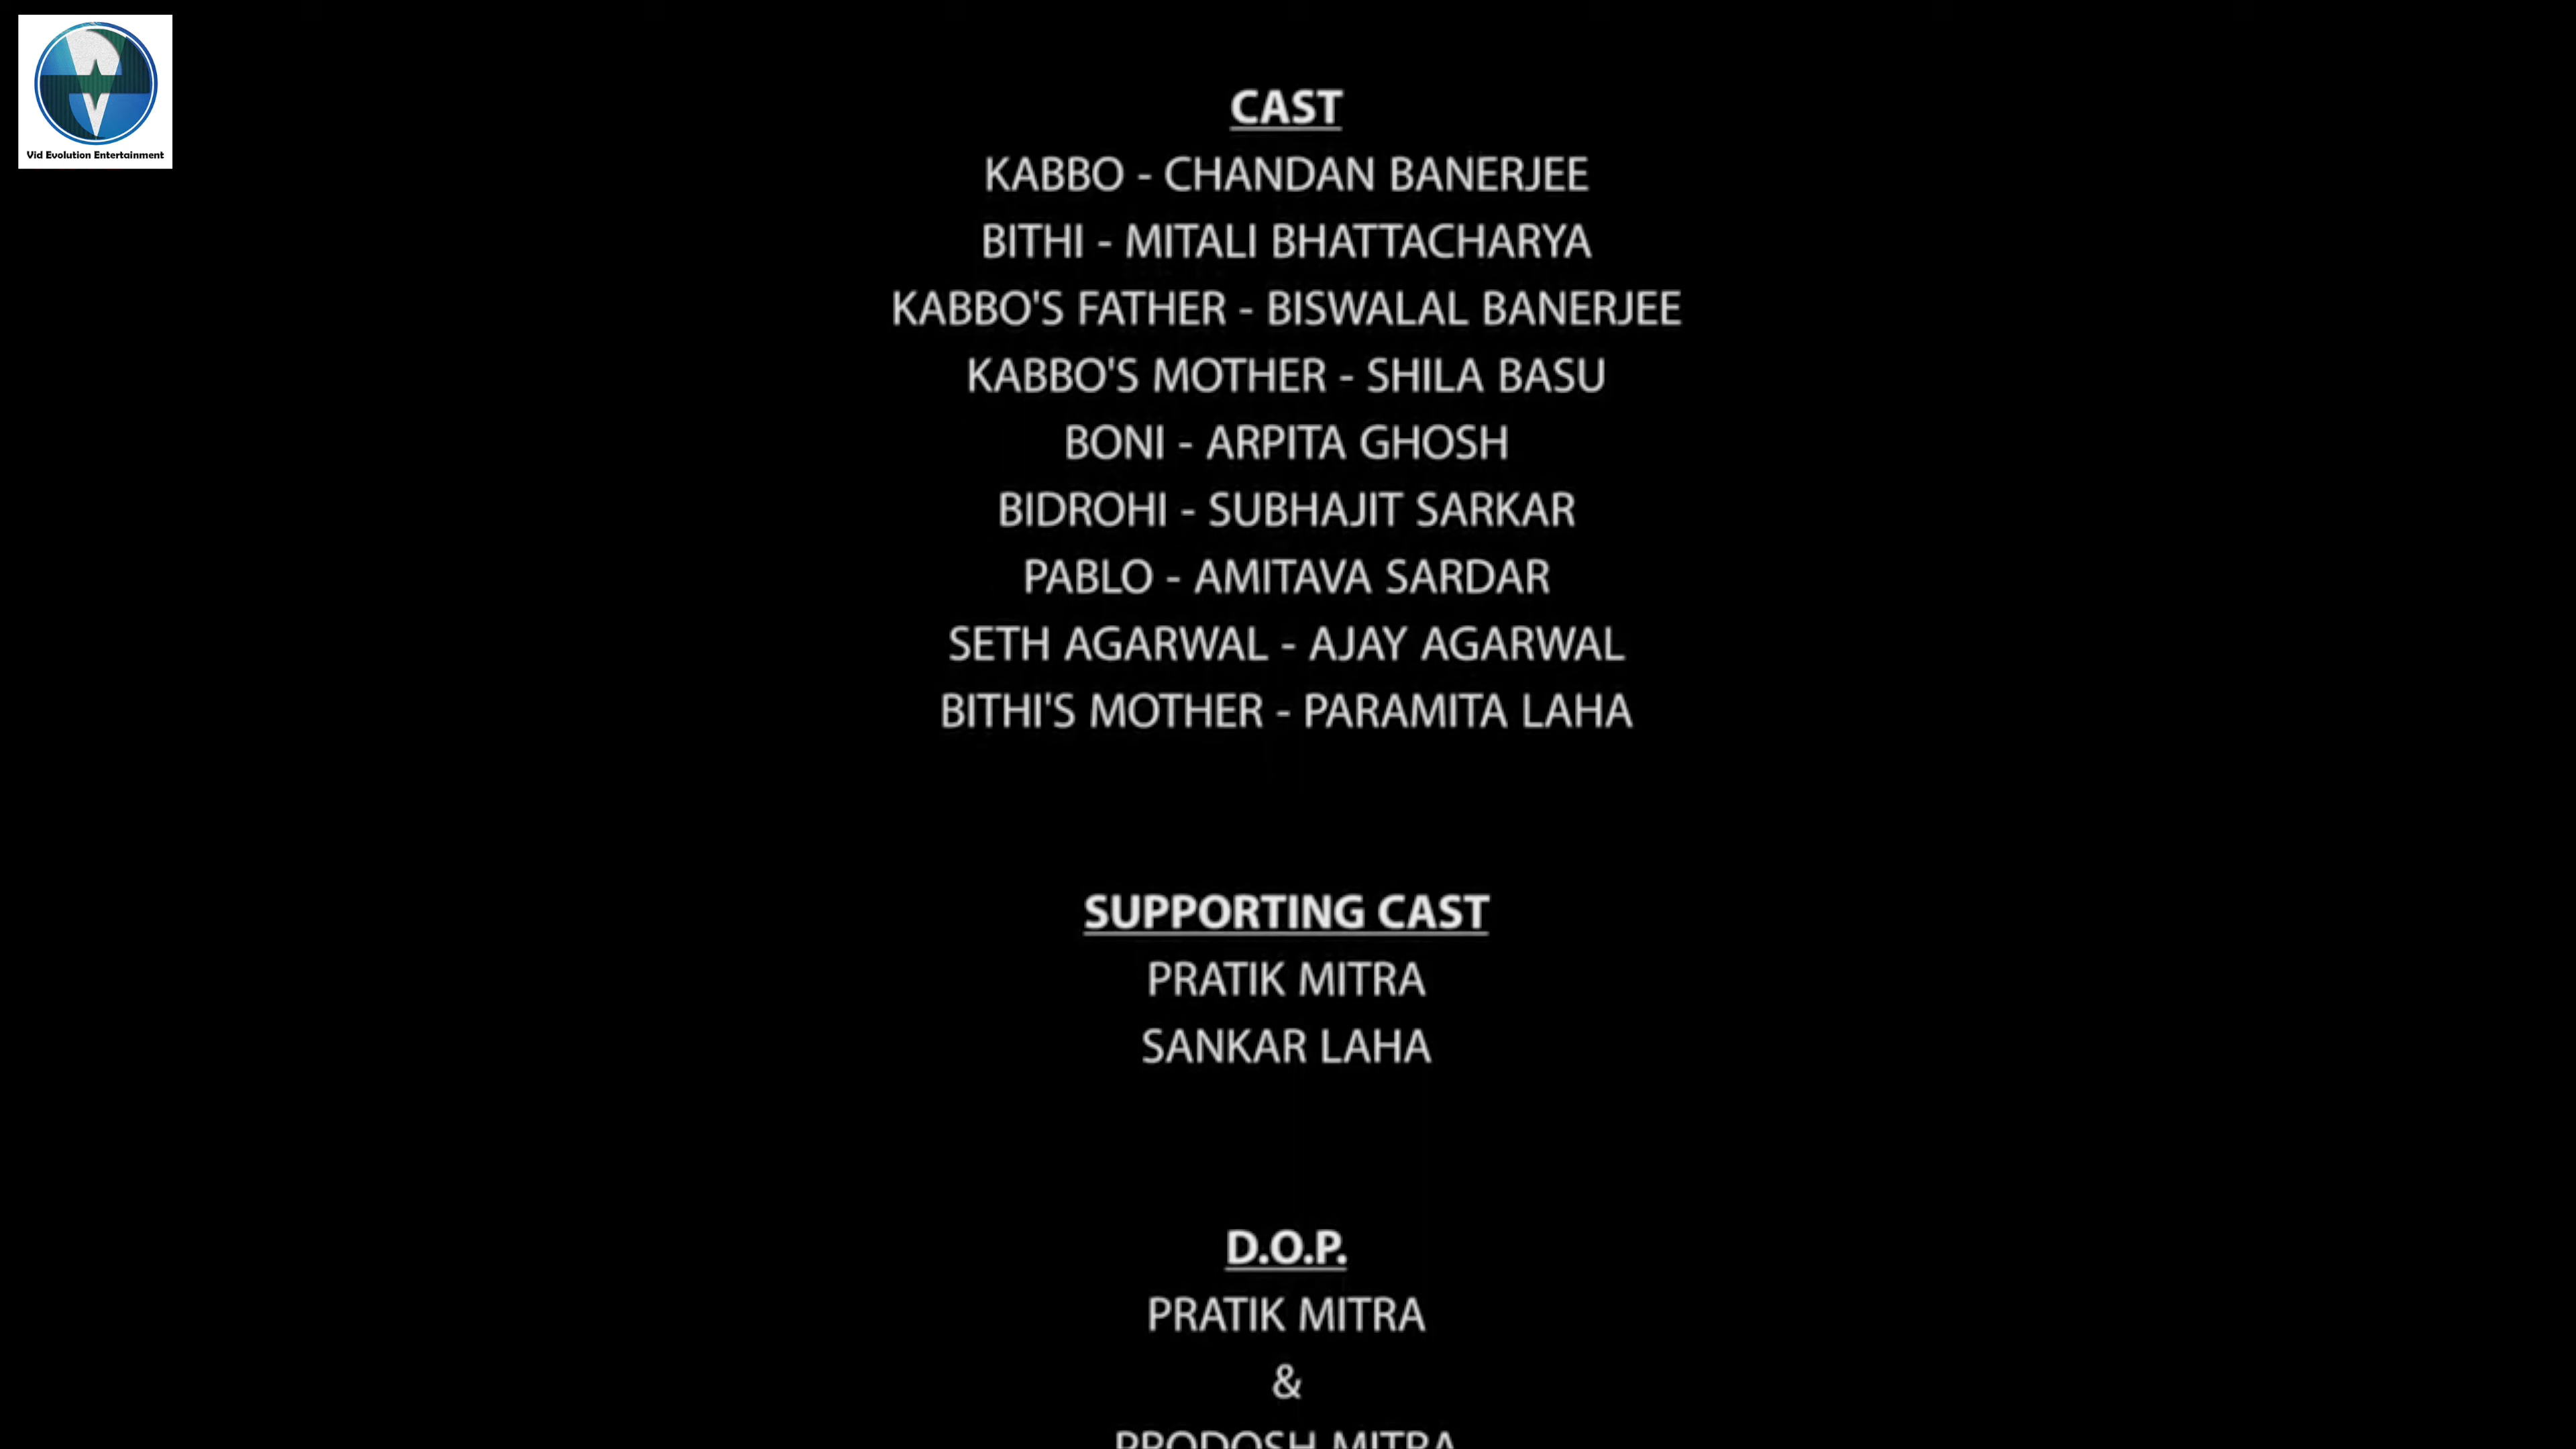 Vid Evolution Entertainment
CAST
KABBO - CHANDAN BANERJEE
BITHI - MITALI BHATTACHARYA
KABBO'S FATHER - BISWALAL BANERJEE
KABBO'S MOTHER - SHILA BASU
BONI - ARPITA GHOSH
BIDROHI - SUBHAJIT SARKAR
PABLO - AMITAVA SARDAR
SETH AGARWAL - AJAY AGARWAL
BITHI'S MOTHER - PARAMITA LAHA
SUPPORTING CAST
PRATIK MITRA
SANKAR LAHA
D.O.P.
PRATIK MITRA
&
PRODOSH MITRA